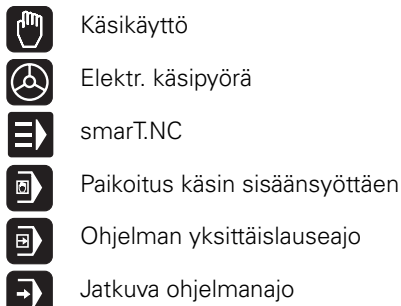 Käsikäyttö
Elektr. käsipyörä
smarT.NC
Paikoitus käsin sisäänsyöttäen
Ohjelman yksittäislauseajo
Jatkuva ohjelmanajo